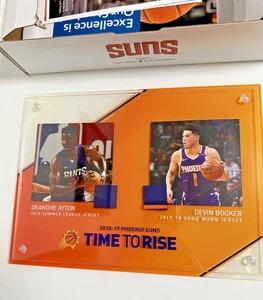 Excellence is
SUNS
DEANDRE AYTON
2018 SUMMER LEAGUE JERSEY
DEVIN BOOKER
2017-18 GAME WORN JERSEY
2018-19 PHOENIX SUNS
TIME TO RISE
SUNS
PHOENIX
1